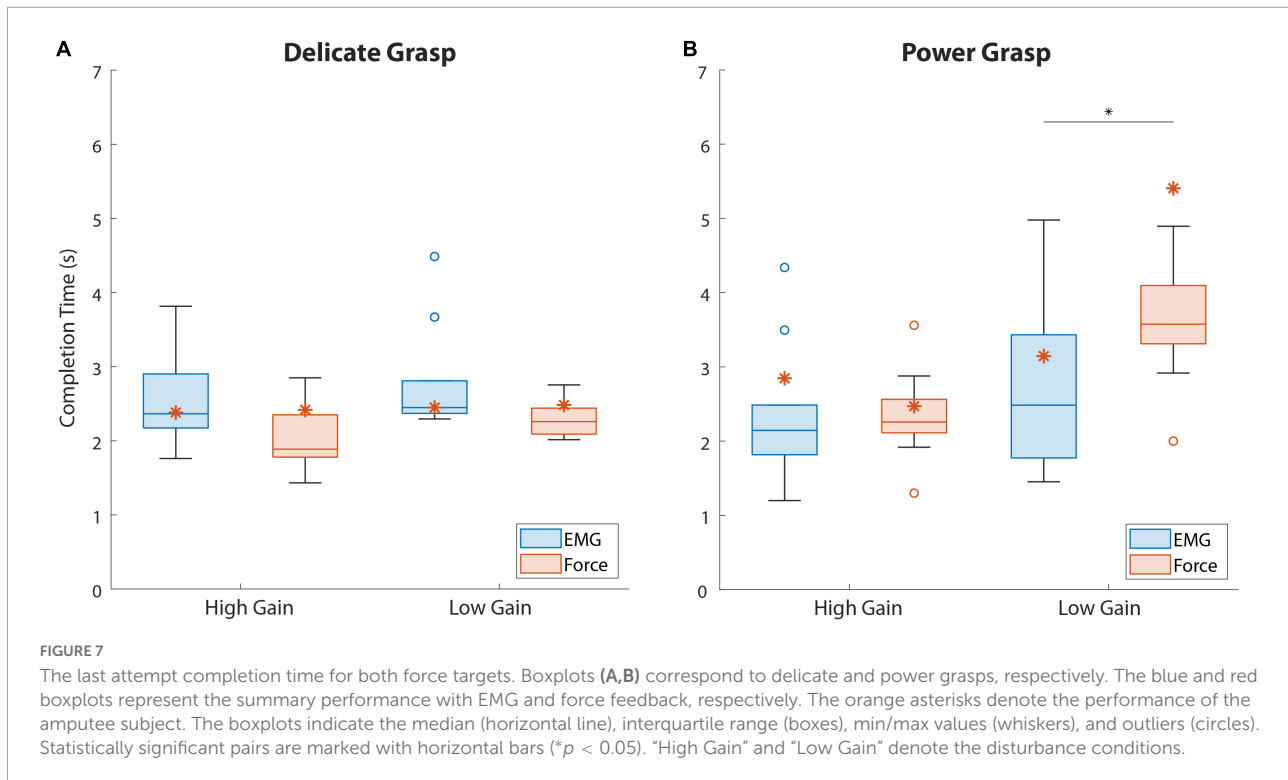 A
Delicate Grasp
7
6
5
4
3
2
1
0
Completion Time (s)
High Gain
Low Gain
EMG
Force
B
Power Grasp
*
7
6
5
4
3
2
1
0
High Gain
Low Gain
EMG
Force
FIGURE 7
The last attempt completion time for both force targets. Boxplots (A,B) correspond to delicate and power grasps, respectively. The blue and red
boxplots represent the summary performance with EMG and force feedback, respectively. The orange asterisks denote the performance of the
amputee subject. The boxplots indicate the median (horizontal line), interquartile range (boxes), min/max values (whiskers), and outliers (circles).
Statistically significant pairs are marked with horizontal bars (*p < 0.05). "High Gain" and "Low Gain" denote the disturbance conditions.